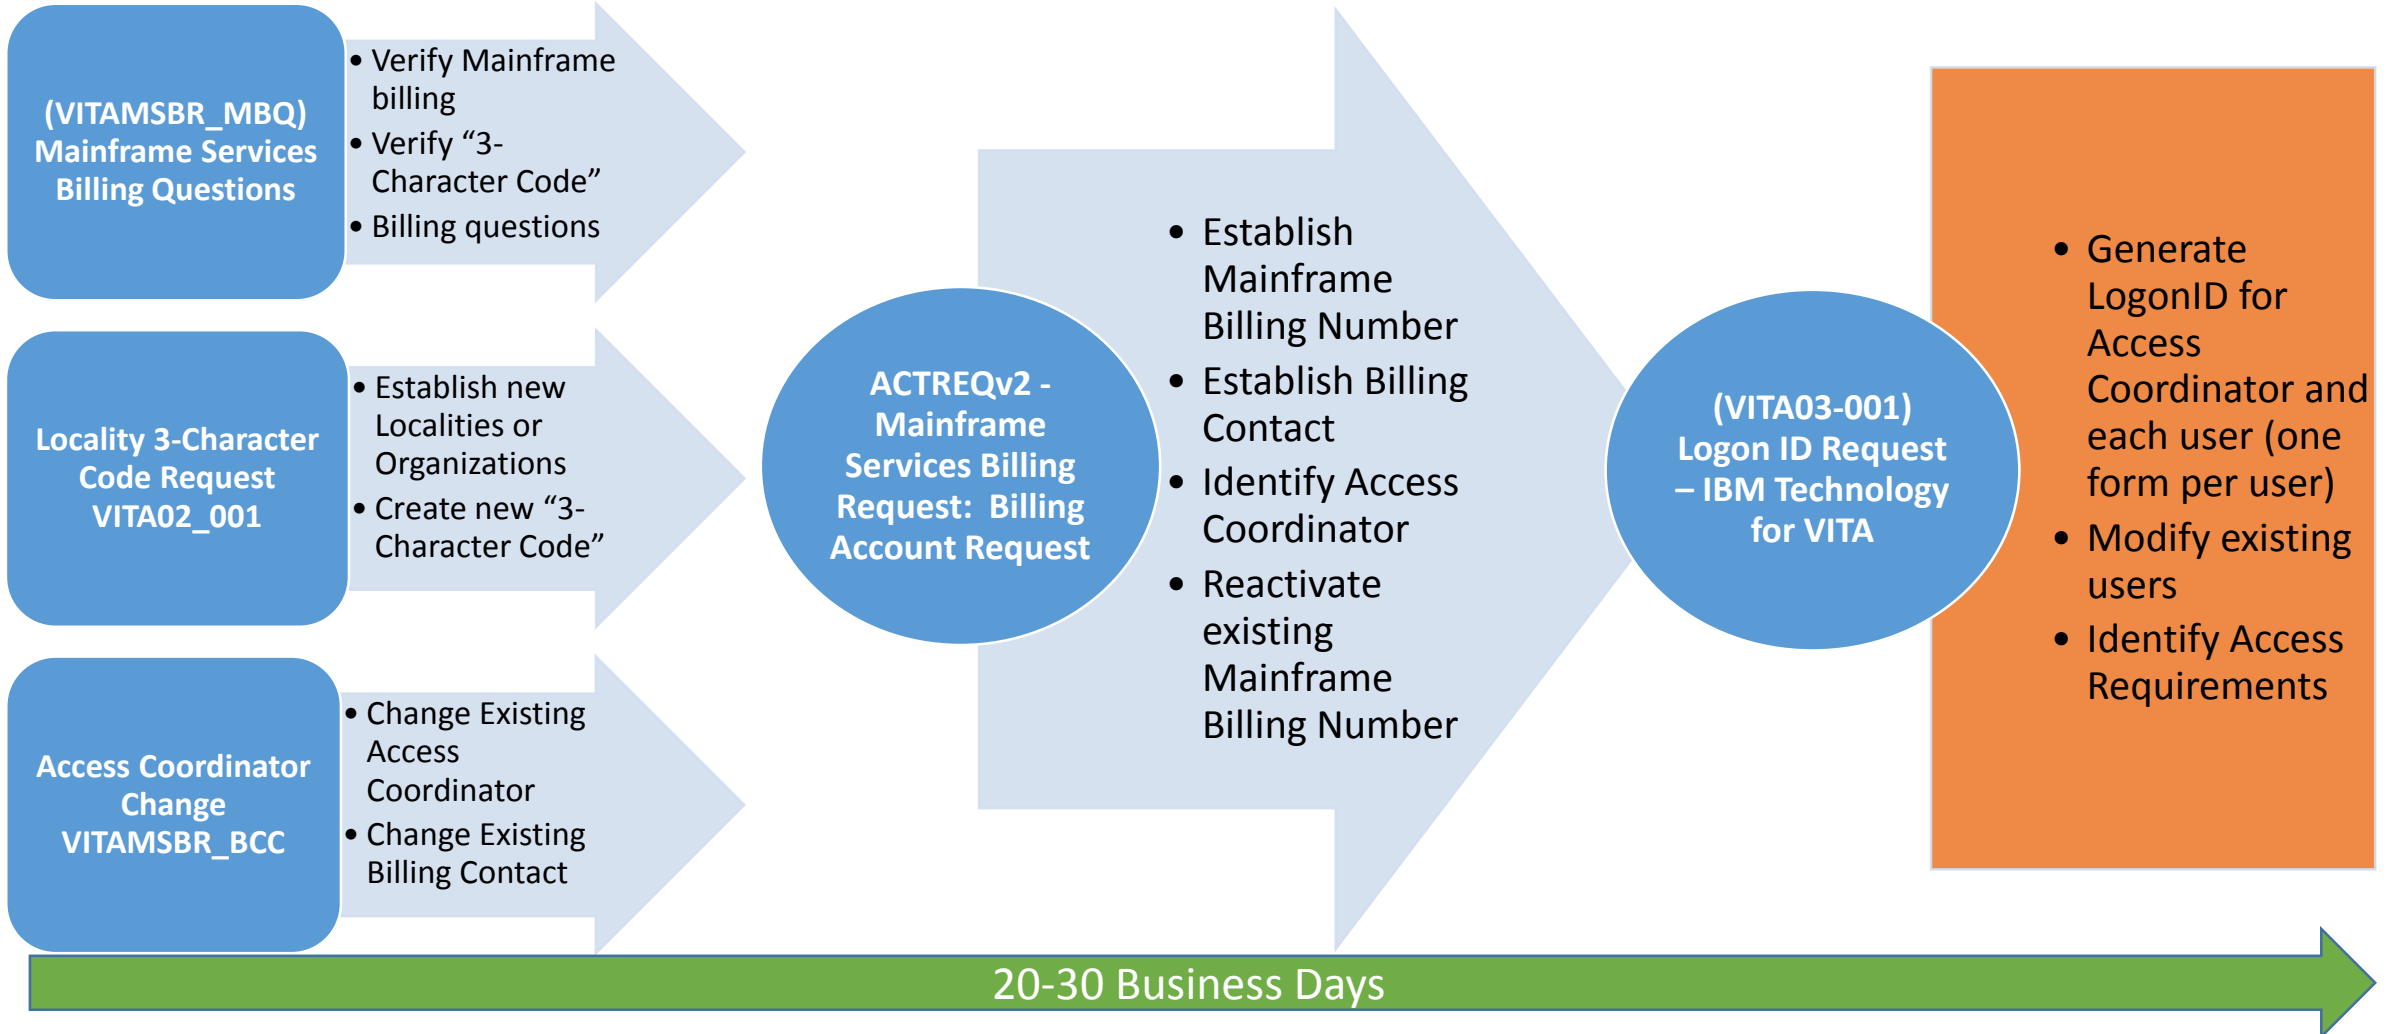 (VITAMSBR_MBQ)
Mainframe Services
Billing Questions
• Verify Mainframe
billing
• Verify “3-
Character Code”
• Billing questions
Locality 3-Character
Code Request
VITA02_001
• Establish new
Localities or
Organizations
• Create new “3-
Character Code”
Access Coordinator
Change
VITAMSBR_BCC
• Change Existing
Access
Coordinator
• Change Existing
Billing Contact
ACTREQv2 -
Mainframe
Services Billing
Request:  Billing
Account Request
• Establish
Mainframe
Billing Number
• Establish Billing
Contact
• Identify Access
Coordinator
• Reactivate
existing
Mainframe
Billing Number
(VITA03-001)
Logon ID Request
– IBM Technology
for VITA
• Generate
LogonID for
Access
Coordinator and
each user (one
form per user)
• Modify existing
users
• Identify Access
Requirements
20-30 Business Days